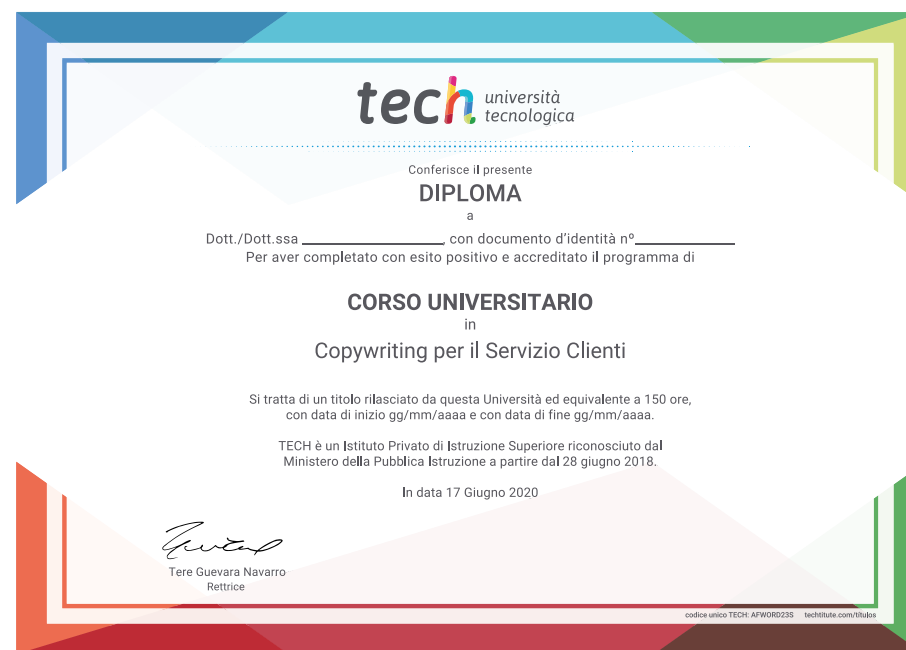 tech università
tecnologica
Conferisce il presente
DIPLOMA
a
Dott./Dott.ssa ____________________, con documento d'identità nº______________
Per aver completato con esito positivo e accreditato il programma di
CORSO UNIVERSITARIO
in
Copywriting per il Servizio Clienti
Si tratta di un titolo rilasciato da questa Università ed equivalente a 150 ore,
con data di inizio gg/mm/aaaa e con data di fine gg/mm/aaaa.
TECH è un Istituto Privato di Istruzione Superiore riconosciuto dal
Ministero della Pubblica Istruzione a partire dal 28 giugno 2018.
In data 17 Giugno 2020
Tere Guevara Navarro
Rettrice
codice unico TECH: AFWORD23S techtitute.com/títulos